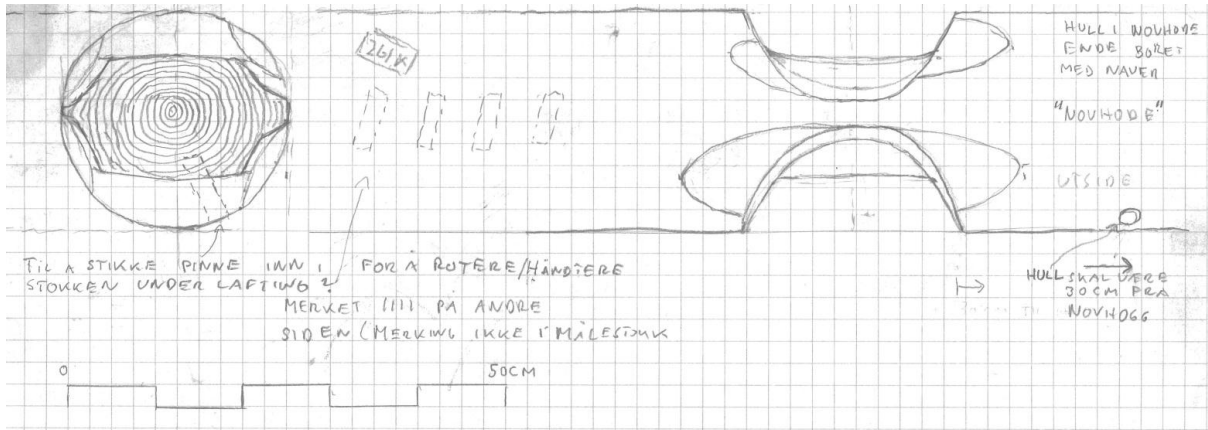 261X
HULL I NOVHODE
ENDE BORET
MED NAVER
"NOVHODE"
UTSIDE
TIL Å STIKKE PINNE INN I FOR Å ROTERE/HÅNDTERE
STOKKEN UNDER LAFTING?
MERKET IIII PÅ ANDRE
SIDEN (MERKING IKKE I MÅLESTOKK
HULL SKAL VÆRE
30CM FRA
NOVHOGG
0 50CM